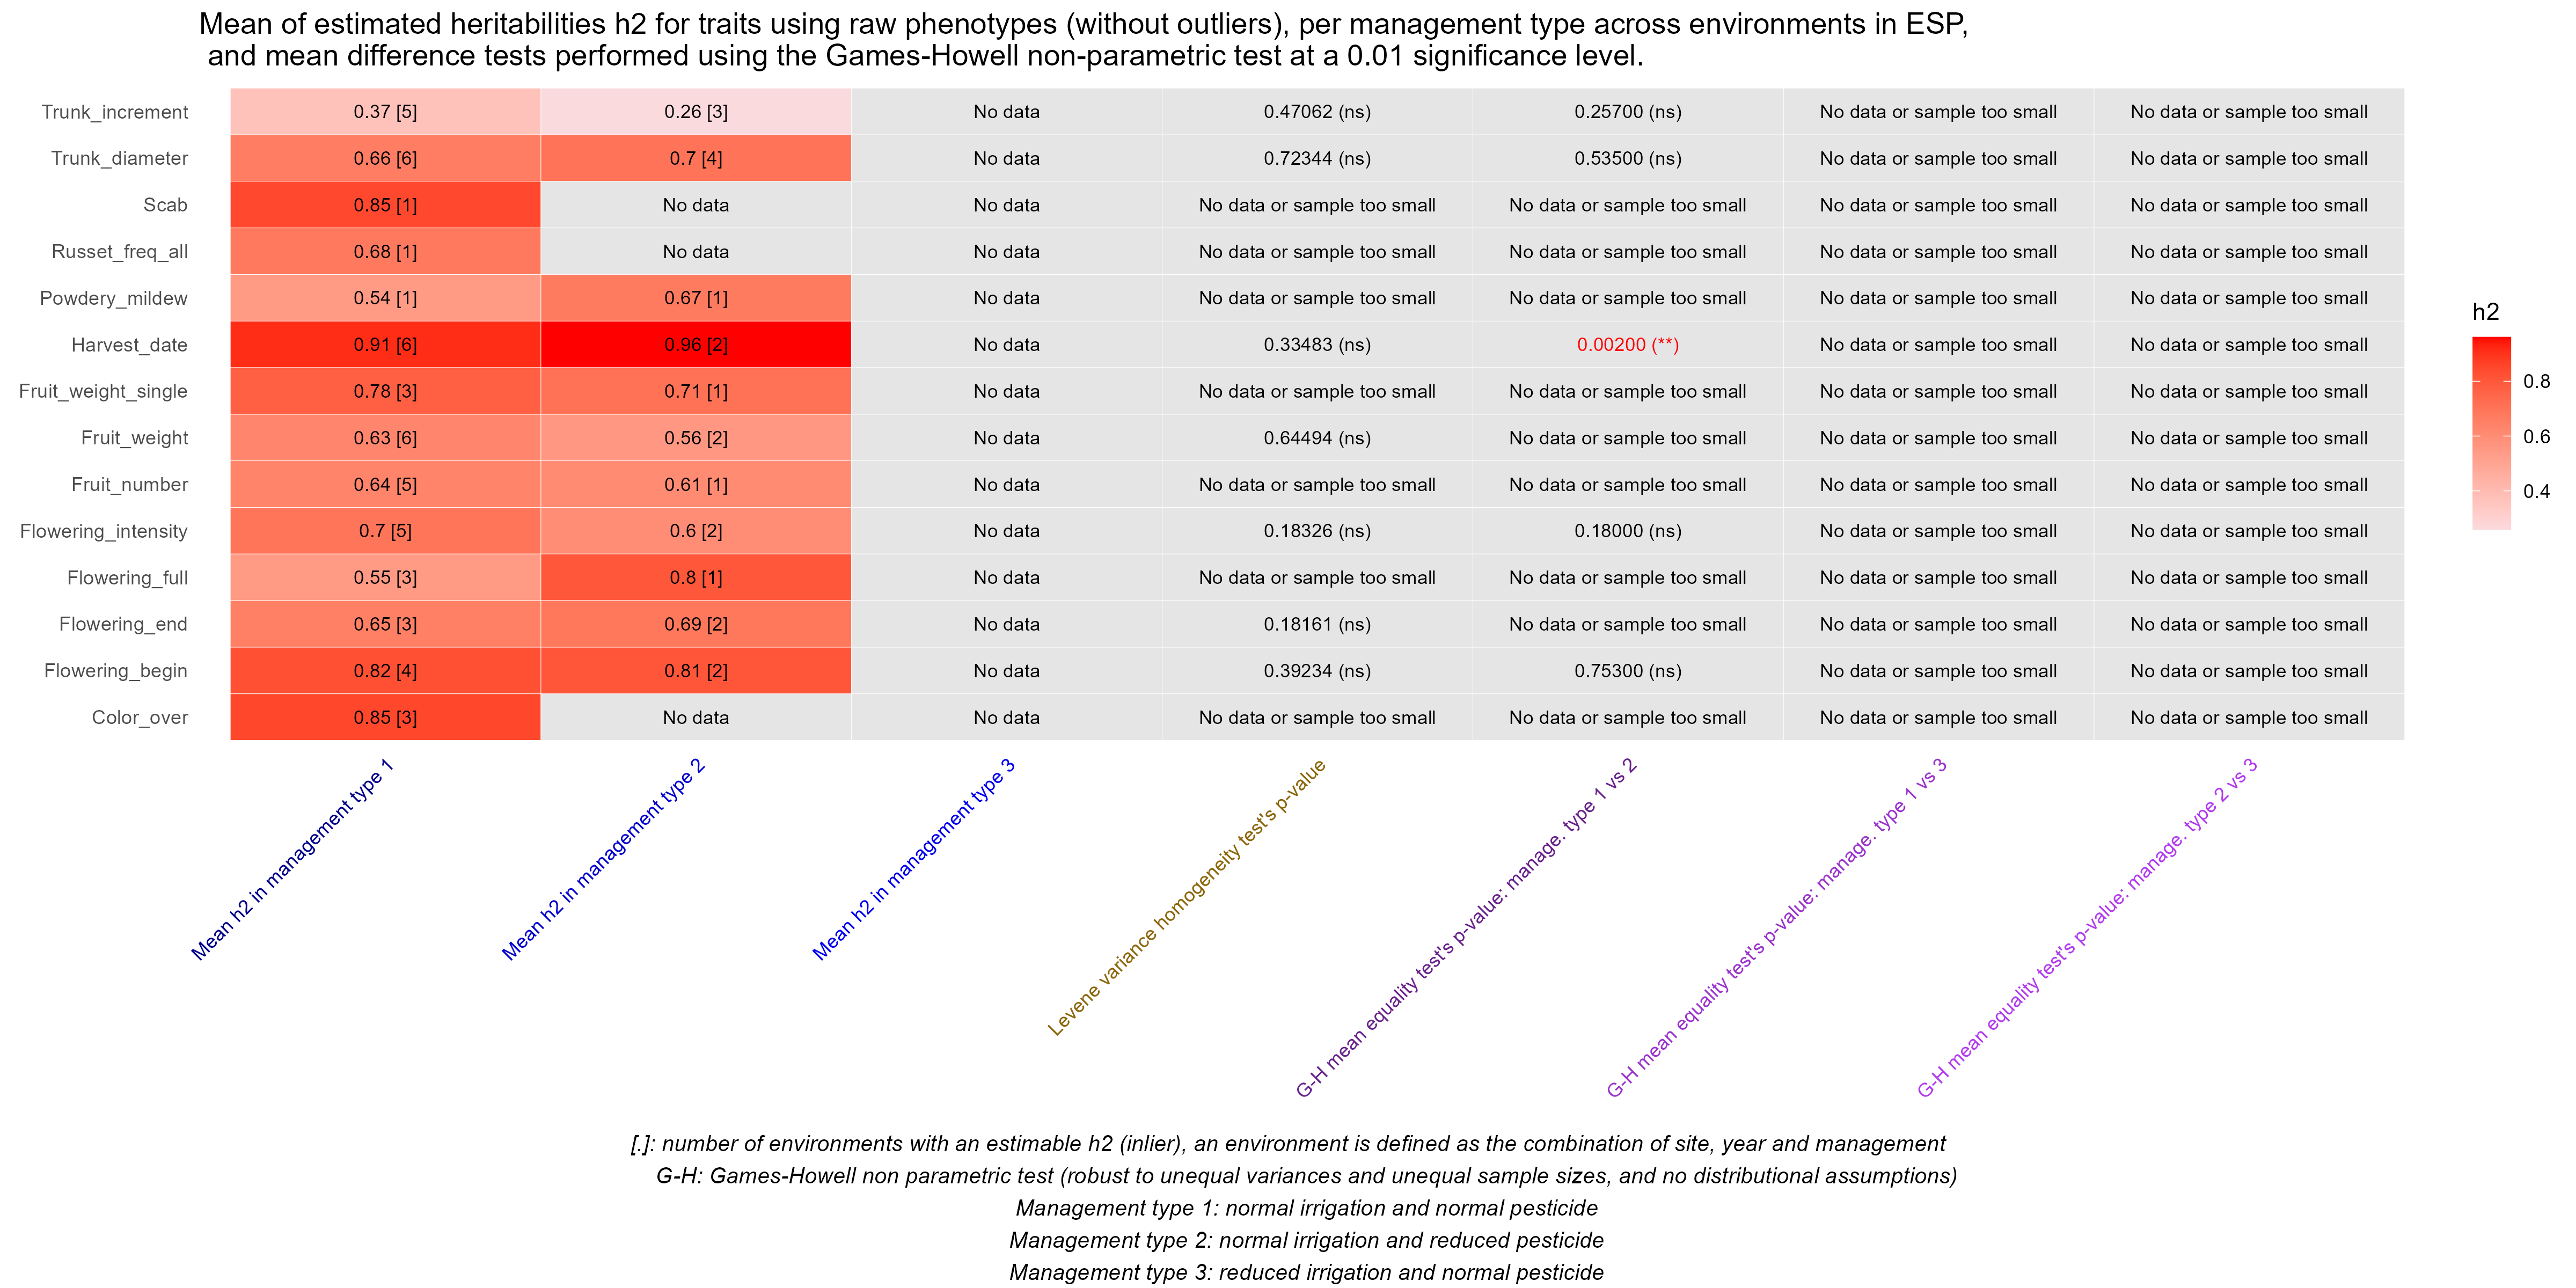 Mean of estimated heritabilities h2 for traits using raw phenotypes (without outliers), per management type across environments in ESP,
and mean difference tests performed using the Games-Howell non-parametric test at a 0.01 significance level.
Trunk_increment 0.37 [5] 0.26 [3] No data 0.47062 (ns) 0.25700 (ns) No data or sample too small No data or sample too small
Trunk_diameter 0.66 [6] 0.7 [4] No data 0.72344 (ns) 0.53500 (ns) No data or sample too small No data or sample too small
Scab 0.85 [1] No data No data No data or sample too small No data or sample too small No data or sample too small No data or sample too small
Russet_freq_all 0.68 [1] No data No data No data or sample too small No data or sample too small No data or sample too small No data or sample too small
Powdery_mildew 0.54 [1] 0.67 [1] No data No data or sample too small No data or sample too small No data or sample too small No data or sample too small
Harvest_date 0.91 [6] 0.96 [2] No data 0.33483 (ns) 0.00200 (**) No data or sample too small No data or sample too small
Fruit_weight_single 0.78 [3] 0.71 [1] No data No data or sample too small No data or sample too small No data or sample too small No data or sample too small
Fruit_weight 0.63 [6] 0.56 [2] No data 0.64494 (ns) No data or sample too small No data or sample too small No data or sample too small
Fruit_number 0.64 [5] 0.61 [1] No data No data or sample too small No data or sample too small No data or sample too small No data or sample too small
Flowering_intensity 0.7 [5] 0.6 [2] No data 0.18326 (ns) 0.18000 (ns) No data or sample too small No data or sample too small
Flowering_full 0.55 [3] 0.8 [1] No data No data or sample too small No data or sample too small No data or sample too small No data or sample too small
Flowering_end 0.65 [3] 0.69 [2] No data 0.18161 (ns) No data or sample too small No data or sample too small No data or sample too small
Flowering_begin 0.82 [4] 0.81 [2] No data 0.39234 (ns) 0.75300 (ns) No data or sample too small No data or sample too small
Color_over 0.85 [3] No data No data No data or sample too small No data or sample too small No data or sample too small No data or sample too small
h2
0.8
0.6
0.4
Mean h2 in management type 1
Mean h2 in management type 2
Mean h2 in management type 3
Levene variance homogeneity test's p-value
G-H mean equality test's p-value: manage. type 1 vs 2
G-H mean equality test's p-value: manage. type 1 vs 3
G-H mean equality test's p-value: manage. type 2 vs 3
[.]: number of environments with an estimable h2 (inlier), an environment is defined as the combination of site, year and management
G-H: Games-Howell non parametric test (robust to unequal variances and unequal sample sizes, and no distributional assumptions)
Management type 1: normal irrigation and normal pesticide
Management type 2: normal irrigation and reduced pesticide
Management type 3: reduced irrigation and normal pesticide